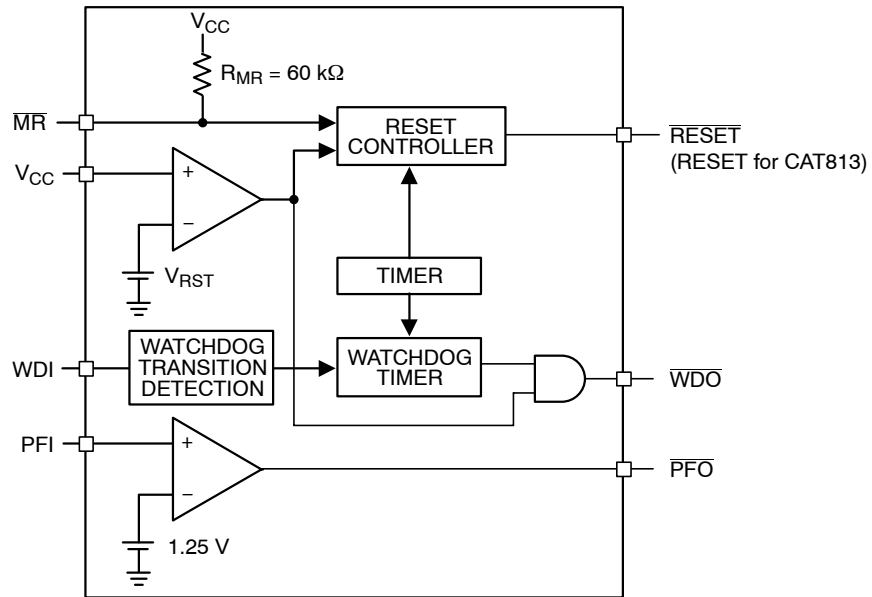 VCC
RMR = 60 kΩ
MR
RESET
CONTROLLER
RESET
(RESET for CAT813)
VCC
+
−
VRST
TIMER
WDI
WATCHDOG
TRANSITION
DETECTION
WATCHDOG
TIMER
WDO
PFI
+
−
PFO
1.25 V